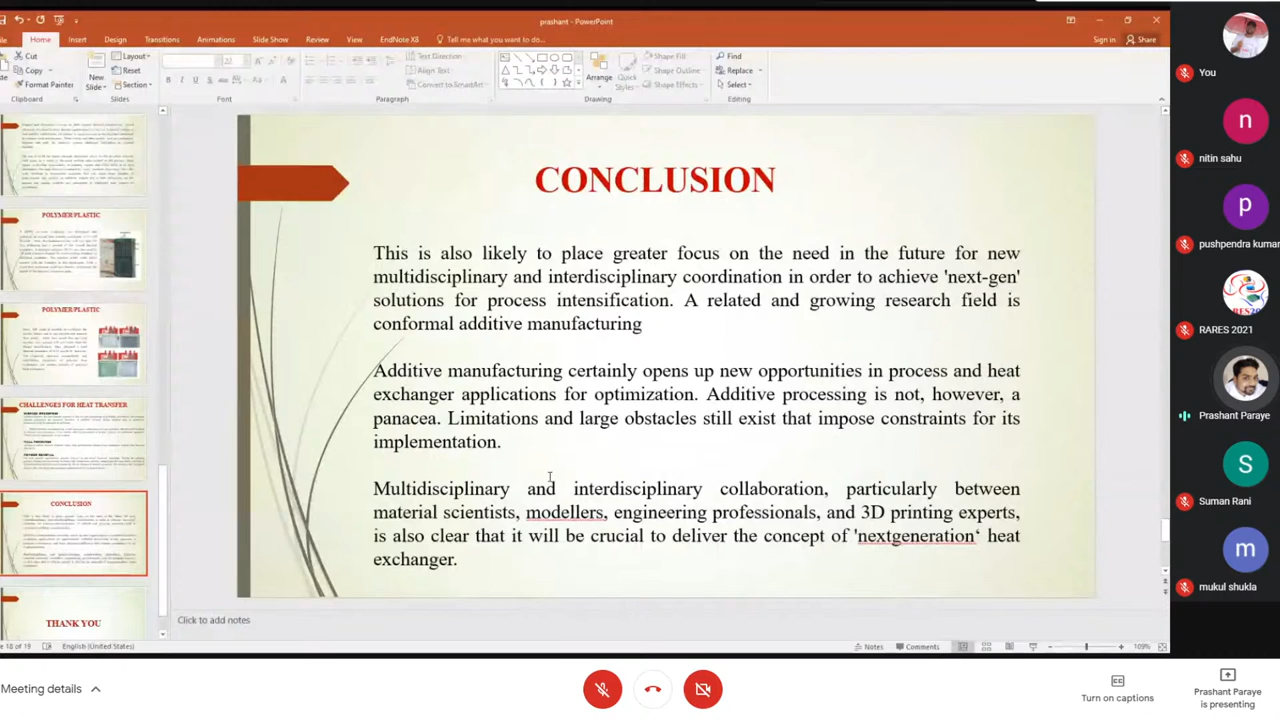 prashant - PowerPoint
Home Insert Design Transitions Animations Slide Show Review View EndNote X8 Tell me what you want to do... Sign in Share
Cut
Copy
Format Painter
Clipboard
New
Slide
Layout
Reset
Section
Slides
22
Font
Text Direction
Align Text
Convert to SmartArt
Paragraph
Arrange
Quick
Styles
Shape Fill
Shape Outline
Shape Effects
Drawing
Find
Replace
Select
Editing
POLYMER/PLASTIC
POLYMER/PLASTIC
CHALLENGES FOR HEAT TRANSFER
CONCLUSION
THANK YOU
CONCLUSION
This is also likely to place greater focus on the need in the future for new
multidisciplinary and interdisciplinary coordination in order to achieve 'next-gen'
solutions for process intensification. A related and growing research field is
conformal additive manufacturing
Additive manufacturing certainly opens up new opportunities in process and heat
exchanger applications for optimization. Additive processing is not, however, a
panacea in itself, and large obstacles still exist that impose constraints for its
implementation.
Multidisciplinary and interdisciplinary collaboration, particularly between
material scientists, modellers, engineering professionals, and 3D printing experts,
is also clear that it will be crucial to deliver the concept of 'nextgeneration‘ heat
exchanger.
Click to add notes
18 of 19 English (United States)
Notes Comments 109%
You
n
nitin sahu
p
pushpendra kumar
RARES 2021
Prashant Paraye
S
Suman Rani
m
mukul shukla
Meeting details
CC
Turn on captions
Prashant Paraye
is presenting